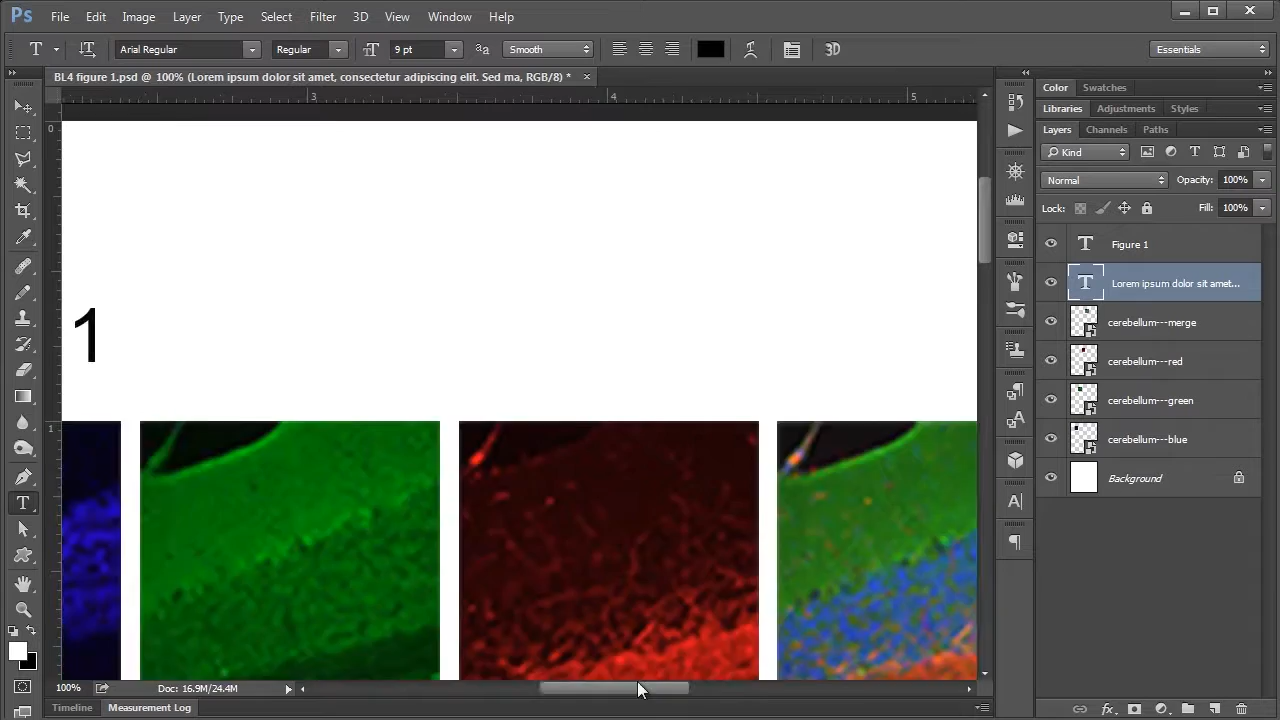 Ps File Edit Image Layer Type Select Filter 3D View Window Help
T Arial Regular Regular 9 pt Smooth 3D Essentials
BL4 figure 1.psd @ 100% (Lorem ipsum dolor sit amet, consectetur adipiscing elit. Sed ma, RGB/8) *
3 4 5
0
1
1
Color Swatches
Libraries Adjustments Styles
Layers Channels Paths
Kind
Normal Opacity: 100%
Lock: Fill: 100%
Figure 1
Lorem ipsum dolor sit amet...
cerebellum---merge
cerebellum---red
cerebellum---green
cerebellum---blue
Background
100% Doc: 16.9M/24.4M
Timeline Measurement Log